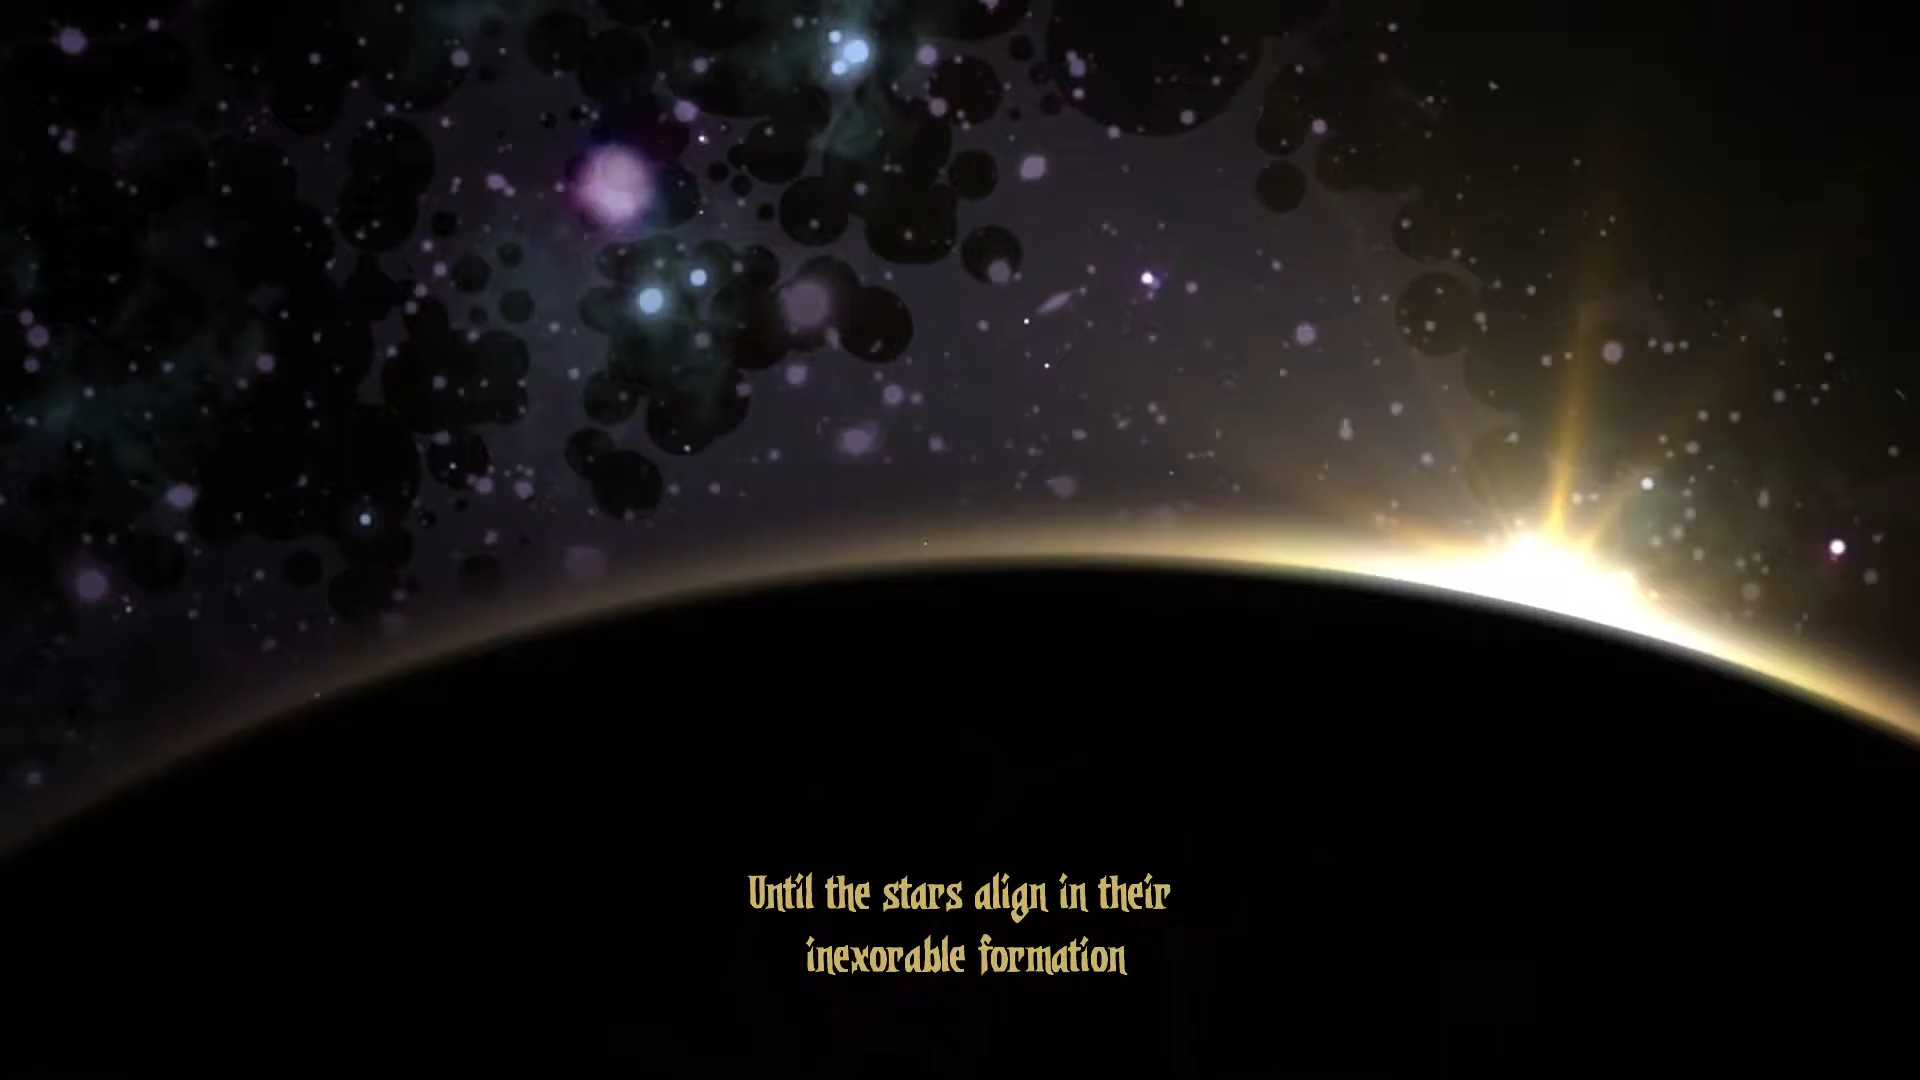 Until the stars align in their
inexorable formation